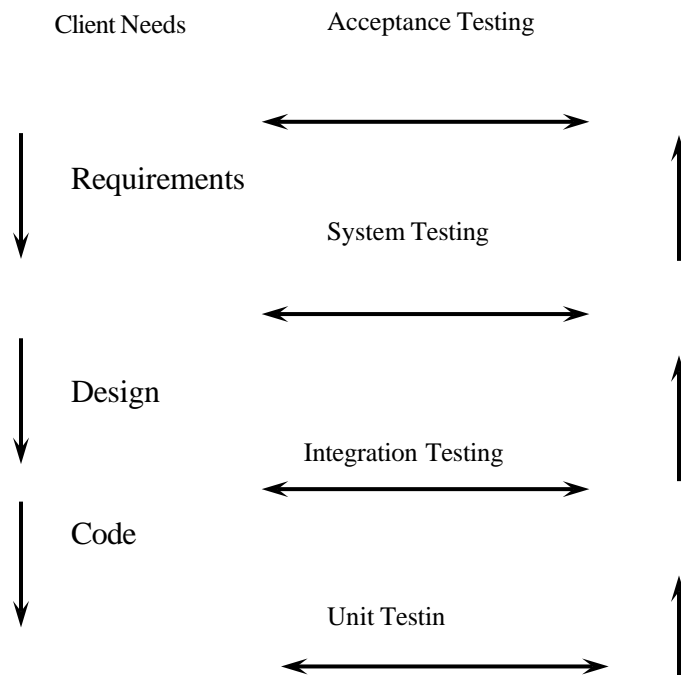 Client Needs Acceptance Testing
Requirements
System Testing
Design
Integration Testing
Code
Unit Testin